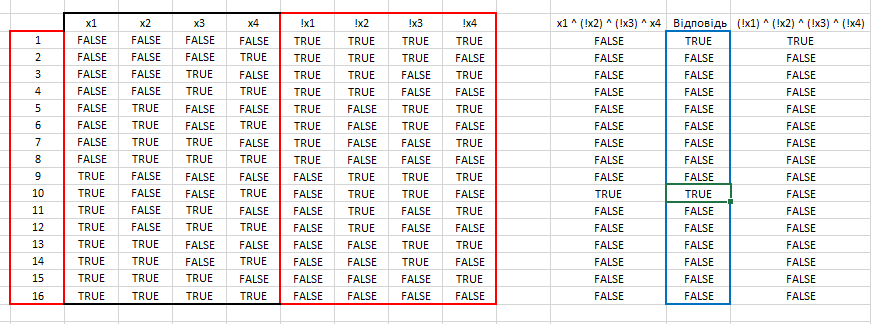 x1 x2 x3 x4 !x1 !x2 !x3 !x4 x1 ^ (!x2) ^ (!x3) ^ x4 Відповідь (!x1) ^ (!x2) ^ (!x3) ^ (!x4)
1 FALSE FALSE FALSE FALSE TRUE TRUE TRUE TRUE FALSE TRUE TRUE
2 FALSE FALSE FALSE TRUE TRUE TRUE TRUE FALSE FALSE FALSE FALSE
3 FALSE FALSE TRUE FALSE TRUE TRUE FALSE TRUE FALSE FALSE FALSE
4 FALSE FALSE TRUE TRUE TRUE TRUE FALSE FALSE FALSE FALSE FALSE
5 FALSE TRUE FALSE FALSE TRUE FALSE TRUE TRUE FALSE FALSE FALSE
6 FALSE TRUE FALSE TRUE TRUE FALSE TRUE FALSE FALSE FALSE FALSE
7 FALSE TRUE TRUE FALSE TRUE FALSE FALSE TRUE FALSE FALSE FALSE
8 FALSE TRUE TRUE TRUE TRUE FALSE FALSE FALSE FALSE FALSE FALSE
9 TRUE FALSE FALSE FALSE FALSE TRUE TRUE TRUE FALSE FALSE FALSE
10 TRUE FALSE FALSE TRUE FALSE TRUE TRUE FALSE TRUE TRUE FALSE
11 TRUE FALSE TRUE FALSE FALSE TRUE FALSE TRUE FALSE FALSE FALSE
12 TRUE FALSE TRUE TRUE FALSE TRUE FALSE FALSE FALSE FALSE FALSE
13 TRUE TRUE FALSE FALSE FALSE FALSE TRUE TRUE FALSE FALSE FALSE
14 TRUE TRUE FALSE TRUE FALSE FALSE TRUE FALSE FALSE FALSE FALSE
15 TRUE TRUE TRUE FALSE FALSE FALSE FALSE TRUE FALSE FALSE FALSE
16 TRUE TRUE TRUE TRUE FALSE FALSE FALSE FALSE FALSE FALSE FALSE